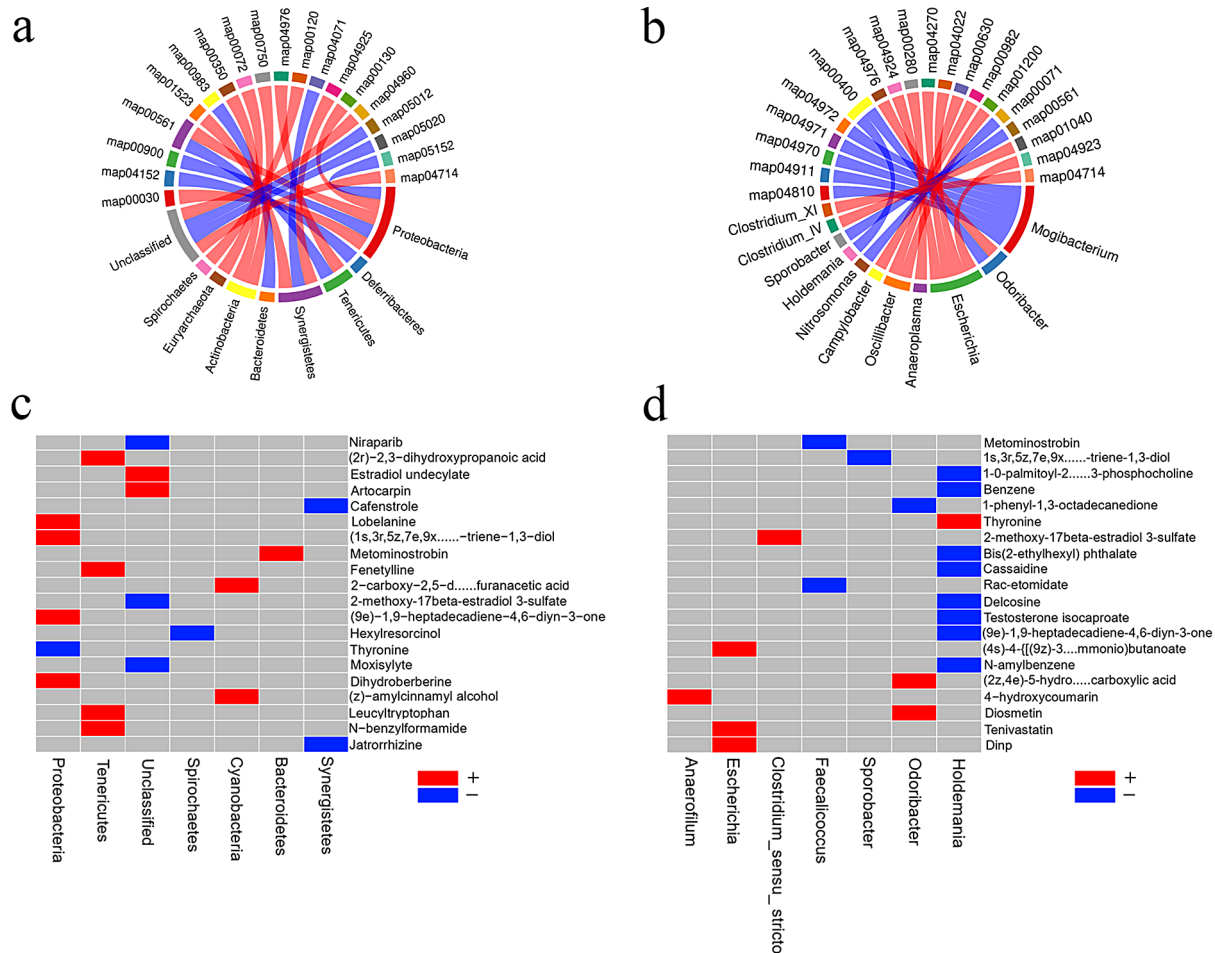 a
map00030
map04152
map00900
map00561
map01523
map00983
map00350
map00072
map00750
map04976
map00120
map04071
map04925
map00130
map04960
map05012
map05020
map05152
map04714
Proteobacteria
Deferribacteres
Tenericutes
Synergistetes
Bacteroidetes
Actinobacteria
Euryarchaeota
Spirochaetes
Unclassified
b
map04810
map04911
map04970
map04971
map04972
map00400
map04976
map04924
map00280
map04270
map04022
map00630
map00982
map01200
map00071
map00561
map01040
map04923
map04714
Mogibacterium
Odoribacter
Escherichia
Anaeroplasma
Oscillibacter
Campylobacter
Nitrosomonas
Holdemania
Sporobacter
Clostridium_IV
Clostridium_XI
c
Niraparib
(2r)−2,3−dihydroxypropanoic acid
Estradiol undecylate
Artocarpin
Cafenstrole
Lobelanine
(1s,3r,5z,7e,9x......−triene−1,3−diol
Metominostrobin
Fenetylline
2−carboxy−2,5−d......furanacetic acid
2-methoxy-17beta-estradiol 3-sulfate
(9e)−1,9−heptadecadiene−4,6−diyn−3−one
Hexylresorcinol
Thyronine
Moxisylyte
Dihydroberberine
(z)−amylcinnamyl alcohol
Leucyltryptophan
N−benzylformamide
Jatrorrhizine
Proteobacteria
Tenericutes
Unclassified
Spirochaetes
Cyanobacteria
Bacteroidetes
Synergistetes
+
−
d
Metominostrobin
1s,3r,5z,7e,9x......-triene-1,3-diol
1-0-palmitoyl-2......3-phosphocholine
Benzene
1-phenyl-1,3-octadecanedione
Thyronine
2-methoxy-17beta-estradiol 3-sulfate
Bis(2-ethylhexyl) phthalate
Cassaidine
Rac-etomidate
Delcosine
Testosterone isocaproate
(9e)-1,9-heptadecadiene-4,6-diyn-3-one
(4s)-4-{[(9z)-3....mmonio)butanoate
N-amylbenzene
(2z,4e)-5-hydro.....carboxylic acid
4-hydroxycoumarin
Diosmetin
Tenivastatin
Dinp
Anaerofilum
Escherichia
Clostridium_sensu_ stricto
Faecalicoccus
Sporobacter
Odoribacter
Holdemania
+
−